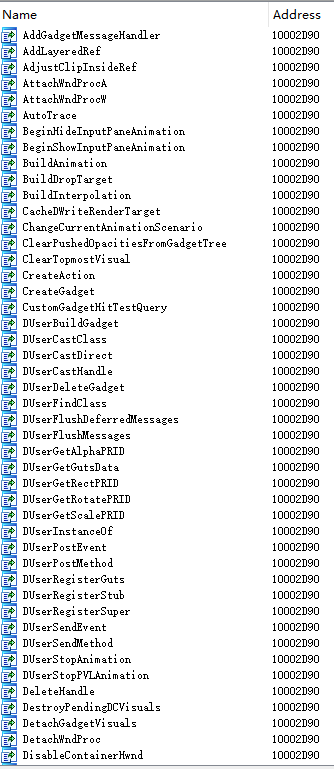 Name Address
AddGadgetMessageHandler 10002D90
AddLayeredRef 10002D90
AdjustClipInsideRef 10002D90
AttachWndProcA 10002D90
AttachWndProcW 10002D90
AutoTrace 10002D90
BeginHideInputPaneAnimation 10002D90
BeginShowInputPaneAnimation 10002D90
BuildAnimation 10002D90
BuildDropTarget 10002D90
BuildInterpolation 10002D90
CacheDWriteRenderTarget 10002D90
ChangeCurrentAnimationScenario 10002D90
ClearPushedOpacitiesFromGadgetTree 10002D90
ClearTopmostVisual 10002D90
CreateAction 10002D90
CreateGadget 10002D90
CustomGadgetHitTestQuery 10002D90
DUserBuildGadget 10002D90
DUserCastClass 10002D90
DUserCastDirect 10002D90
DUserCastHandle 10002D90
DUserDeleteGadget 10002D90
DUserFindClass 10002D90
DUserFlushDeferredMessages 10002D90
DUserFlushMessages 10002D90
DUserGetAlphaPRID 10002D90
DUserGetGutsData 10002D90
DUserGetRectPRID 10002D90
DUserGetRotatePRID 10002D90
DUserGetScalePRID 10002D90
DUserInstanceOf 10002D90
DUserPostEvent 10002D90
DUserPostMethod 10002D90
DUserRegisterGuts 10002D90
DUserRegisterStub 10002D90
DUserRegisterSuper 10002D90
DUserSendEvent 10002D90
DUserSendMethod 10002D90
DUserStopAnimation 10002D90
DUserStopPVLAnimation 10002D90
DeleteHandle 10002D90
DestroyPendingDCVisuals 10002D90
DetachGadgetVisuals 10002D90
DetachWndProc 10002D90
DisableContainerHwnd 10002D90